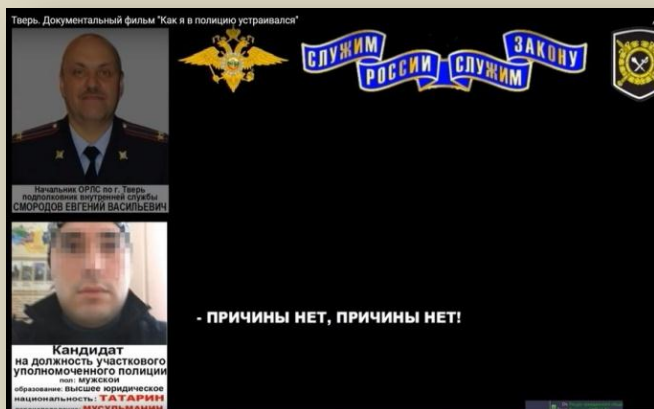 Тверь. Документальный фильм "Как я в полицию устраивался"
СЛУЖИМ РОССИИ СЛУЖИМ ЗАКОНУ
Начальник ОРЛС по г. Тверь
подполковник внутренней службы
СМОРОДОВ ЕВГЕНИЙ ВАСИЛЬЕВИЧ
- ПРИЧИНЫ НЕТ, ПРИЧИНЫ НЕТ!
Кандидат
на должность участкового
уполномоченного полиции
пол: мужской
образование: высшее юридическое
национальность: ТАТАРИН
МУСУЛЬМАНИН